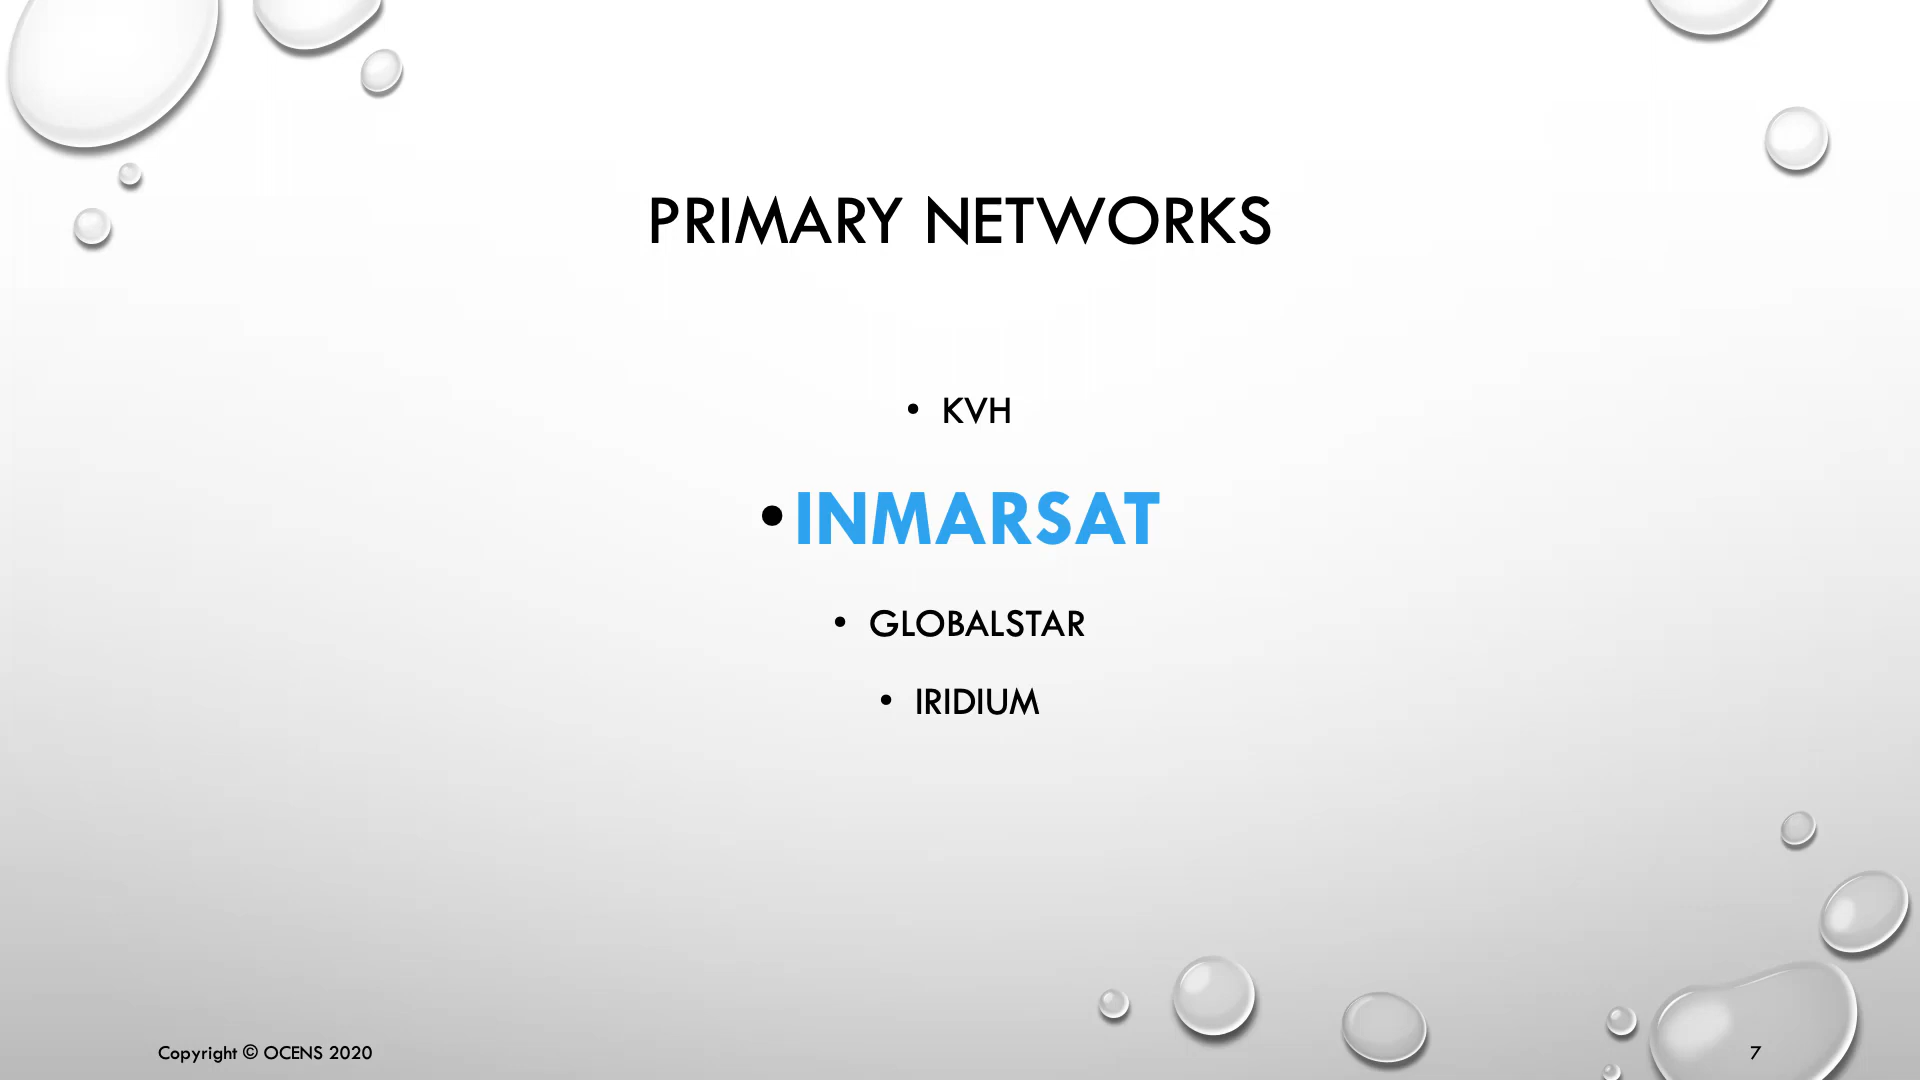 PRIMARY NETWORKS
• KVH
• INMARSAT
• GLOBALSTAR
• IRIDIUM
Copyright © OCENS 2020
7